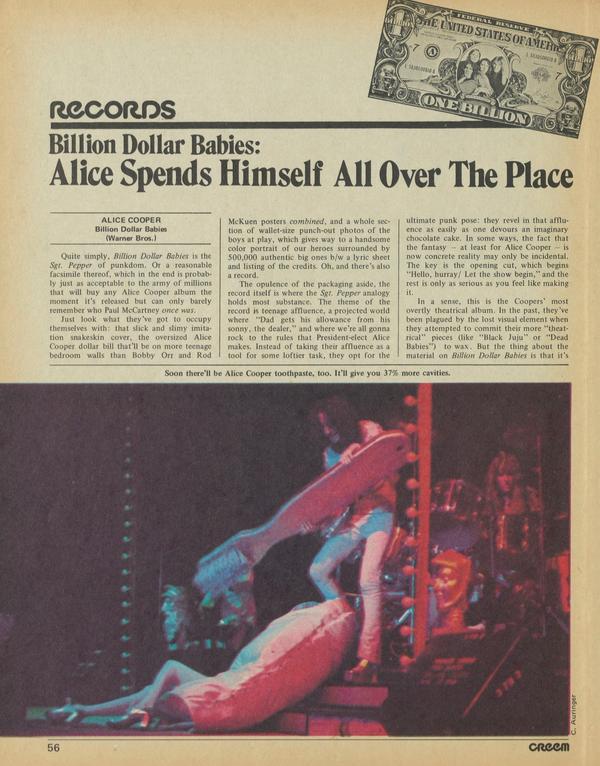 FEDERAL RESERVE
THE UNITED STATES OF AMERICA
ONE BILLION
RECORDS
Billion Dollar Babies:
Alice Spends Himself All Over The Place
ALICE COOPER
Billion Dollar Babies
(Warner Bros.)
Quite simply, Billion Dollar Babies is the
Sgt. Pepper of punkdom. Or a reasonable
facsimile thereof, which in the end is probab-
ly just as acceptable to the army of millions
that will buy any Alice Cooper album the
moment it's released but can only barely
remember who Paul McCartney once was.
Just look what they've got to occupy
themselves with: that slick and slimy imita-
tion snakeskin cover, the oversized Alice
Cooper dollar bill that'll be on more teenage
bedroom walls than Bobby Orr and Rod
McKuen posters combined, and a whole sec-
tion of wallet-size punch-out photos of the
boys at play, which gives way to a handsome
color portrait of our heroes surrounded by
500,000 authentic big ones b/w a lyric sheet
and listing of the credits. Oh, and there's also
a record.
The opulence of the packaging aside, the
record itself is where the Sgt. Pepper analogy
holds most substance. The theme of the
record is teenage affluence, a projected world
where "Dad gets his allowance from his
sonny, the dealer," and where we're all gonna
rock to the rules that President-elect Alice
makes. Instead of taking their affluence as a
tool for some loftier task, they opt for the
ultimate punk pose: they revel in that afflu-
ence as easily as one devours an imaginary
chocolate cake. In some ways, the fact that
the fantasy – at least for Alice Cooper – is
now concrete reality may only be incidental.
The key is the opening cut, which begins
"Hello, hurray/ Let the show begin," and the
rest is only as serious as you feel like making
it.
In a sense, this is the Coopers' most
overtly theatrical album. In the past, they've
been plagued by the lost visual element when
they attempted to commit their more "theat-
rical" pieces (like "Black Juju" or "Dead
Babies") to wax. But the thing about the
material on Billion Dollar Babies is that it's
Soon there'll be Alice Cooper toothpaste, too. It'll give you 37% more cavities.
C. Auringer
56
CREEM